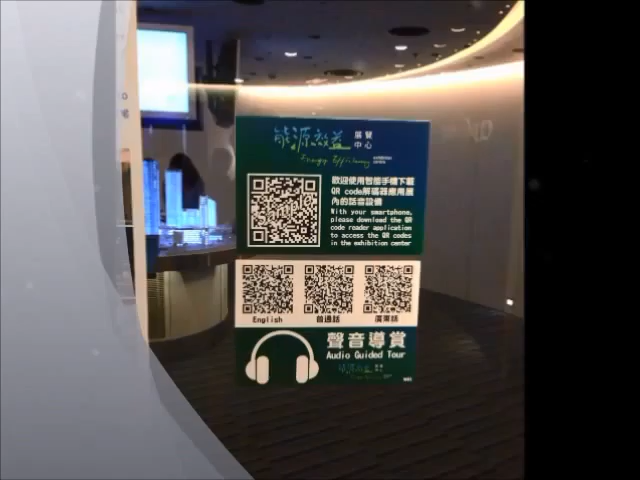 能源效益 展覽中心
Energy Efficiency
歡迎使用智能手機下載
QR code解碼器應用展
內的話音設備
With your smartphone,
please download the QR
code reader application
to access the QR codes
in the exhibition center
English 普通話 廣東話
聲音導賞
Audio Guided Tour